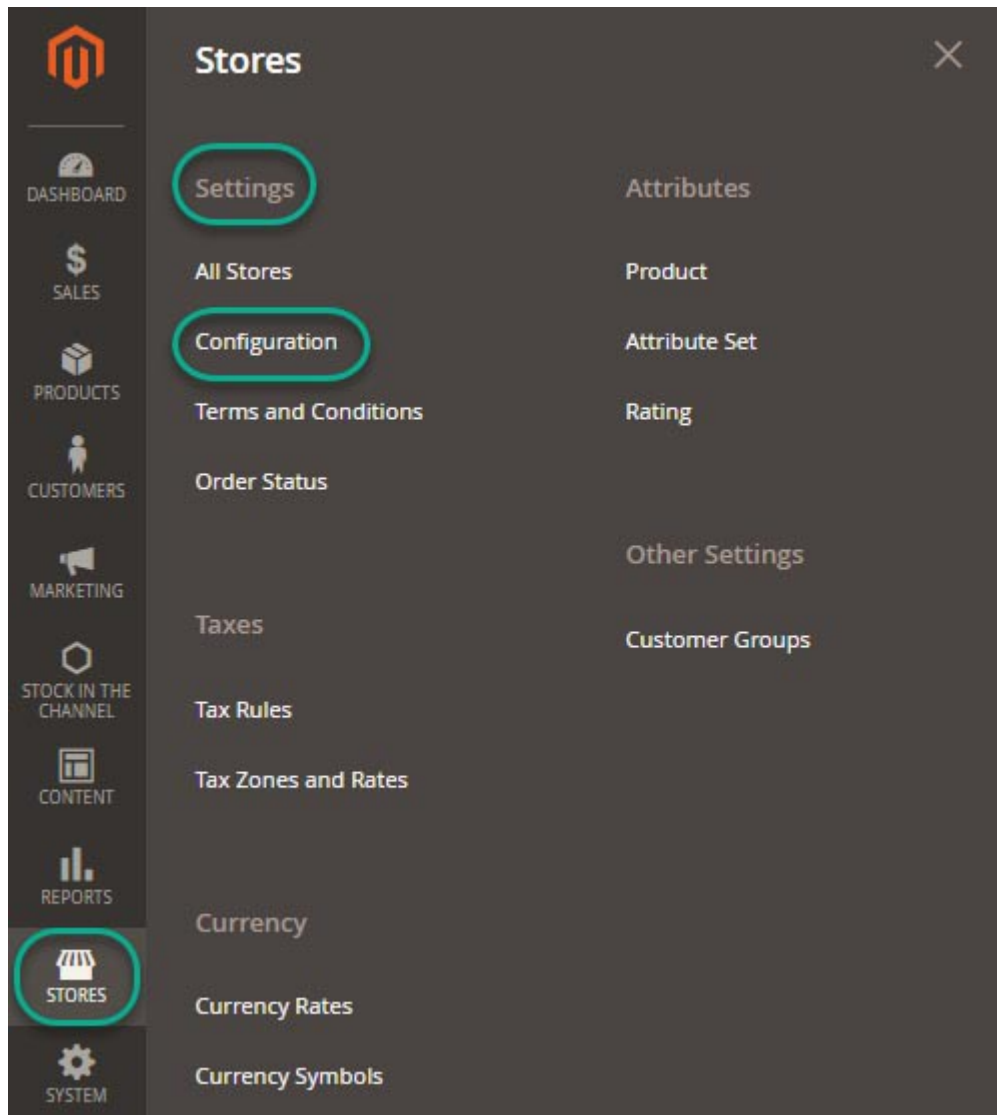 DASHBOARD
SALES
PRODUCTS
CUSTOMERS
MARKETING
STOCK IN THE
CHANNEL
CONTENT
REPORTS
STORES
SYSTEM
Stores
Settings
All Stores
Configuration
Terms and Conditions
Order Status
Taxes
Tax Rules
Tax Zones and Rates
Currency
Currency Rates
Currency Symbols
Attributes
Product
Attribute Set
Rating
Other Settings
Customer Groups